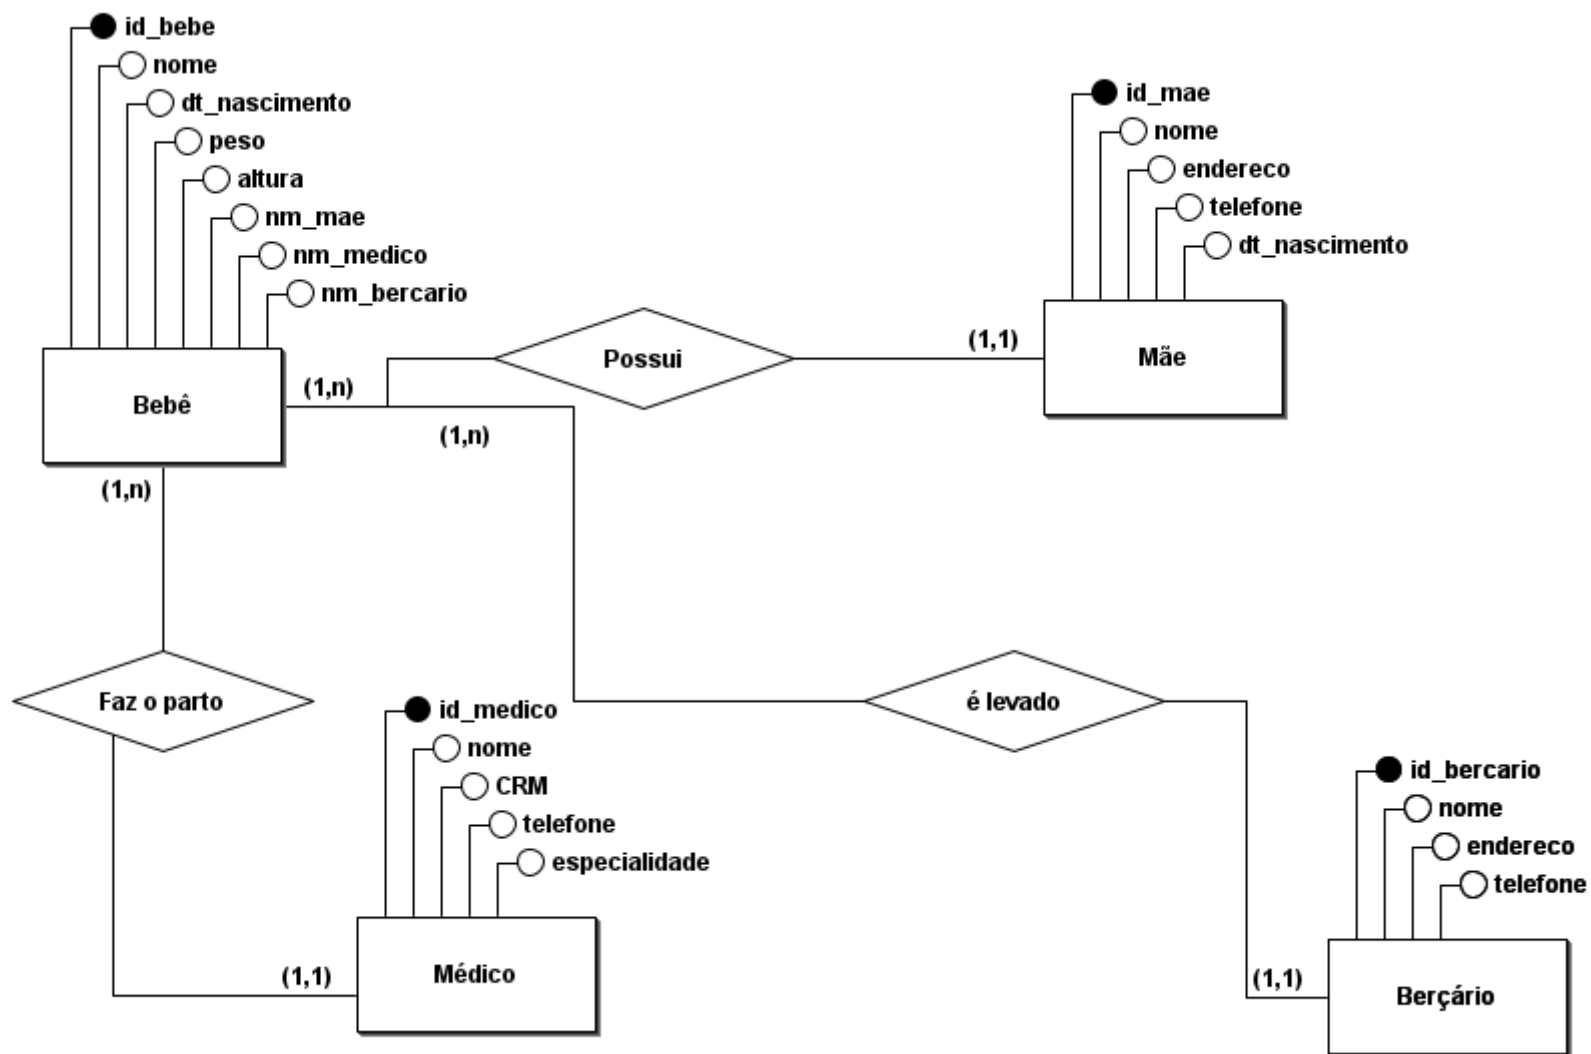 id_bebe
nome
dt_nascimento
peso
altura
nm_mae
nm_medico
nm_bercario
Bebê
(1,n)
(1,n)
(1,n)
Possui
(1,1)
id_mae
nome
endereco
telefone
dt_nascimento
Mãe
Faz o parto
(1,1)
id_medico
nome
CRM
telefone
especialidade
Médico
é levado
(1,1)
id_bercario
nome
endereco
telefone
Berçário